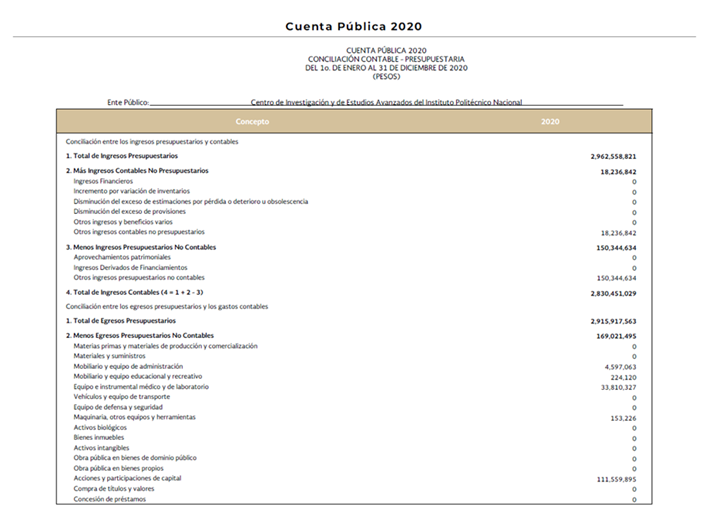 Cuenta Pública 2020
CUENTA PÚBLICA 2020
CONCILIACIÓN CONTABLE - PRESUPUESTARIA
DEL 1o. DE ENERO AL 31 DE DICIEMBRE DE 2020
(PESOS)
Ente Público: Centro de Investigación y de Estudios Avanzados del Instituto Politécnico Nacional
Concepto 2020
Conciliación entre los ingresos presupuestarios y contables
1. Total de Ingresos Presupuestarios 2,962,558,821
2. Más Ingresos Contables No Presupuestarios 18,236,842
Ingresos Financieros 0
Incremento por variación de inventarios 0
Disminución del exceso de estimaciones por pérdida o deterioro u obsolescencia 0
Disminución del exceso de provisiones 0
Otros ingresos y beneficios varios 0
Otros ingresos contables no presupuestarios 18,236,842
3. Menos Ingresos Presupuestarios No Contables 150,344,634
Aprovechamientos patrimoniales 0
Ingresos Derivados de Financiamientos 0
Otros ingresos presupuestarios no contables 150,344,634
4. Total de Ingresos Contables (4 = 1 + 2 - 3) 2,830,451,029
Conciliación entre los egresos presupuestarios y los gastos contables
1. Total de Egresos Presupuestarios 2,915,917,563
2. Menos Egresos Presupuestarios No Contables 169,021,495
Materias primas y materiales de producción y comercialización 0
Materiales y suministros 0
Mobiliario y equipo de administración 4,597,063
Mobiliario y equipo educacional y recreativo 224,120
Equipo e instrumental médico y de laboratorio 33,810,327
Vehículos y equipo de transporte 0
Equipo de defensa y seguridad 0
Maquinaria, otros equipos y herramientas 153,226
Activos biológicos 0
Bienes inmuebles 0
Activos intangibles 0
Obra pública en bienes de dominio público 0
Obra pública en bienes propios 0
Acciones y participaciones de capital 111,559,895
Compra de títulos y valores 0
Concesión de préstamos 0